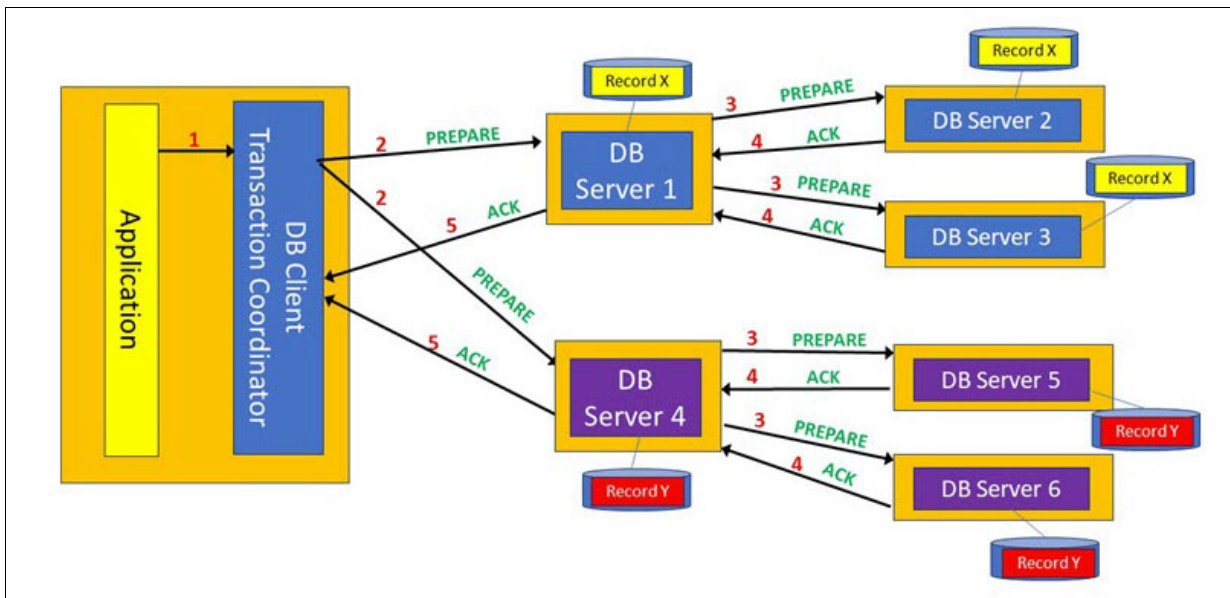 Application
1
DB Client
Transaction Coordinator
2
PREPARE
2
PREPARE
5
ACK
5
ACK
Record X
DB
Server 1
3
PREPARE
4
ACK
3
PREPARE
4
ACK
Record X
DB Server 2
Record X
DB Server 3
DB
Server 4
Record Y
3
PREPARE
4
ACK
3
PREPARE
4
ACK
DB Server 5
Record Y
DB Server 6
Record Y